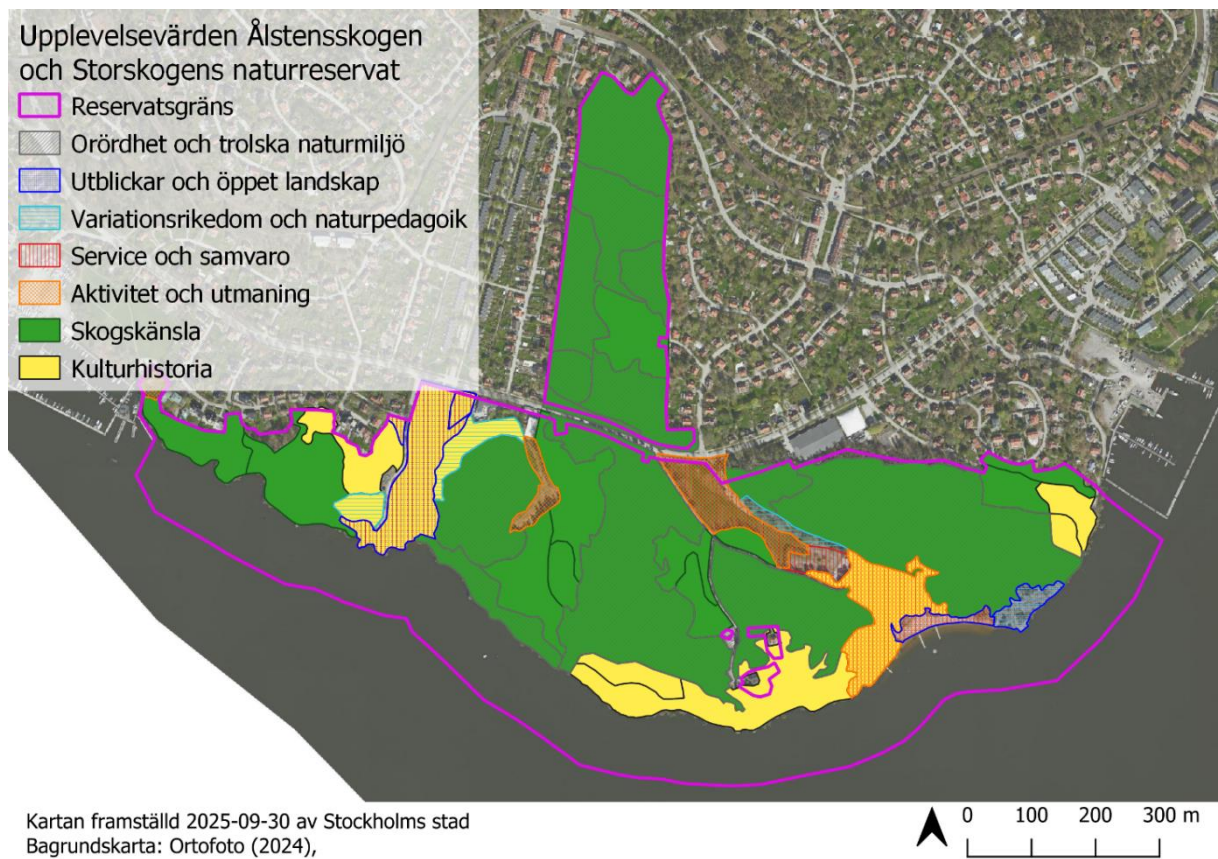 Upplevelsevärden Ålstensskogen
och Storskogens naturreservat
Reservatsgräns
Orördhet och trolska naturmiljö
Utblickar och öppet landskap
Variationsrikedom och naturpedagoik
Service och samvaro
Aktivitet och utmaning
Skogskänsla
Kulturhistoria
Kartan framställd 2025-09-30 av Stockholms stad
Bagrundskarta: Ortofoto (2024),
0 100 200 300 m